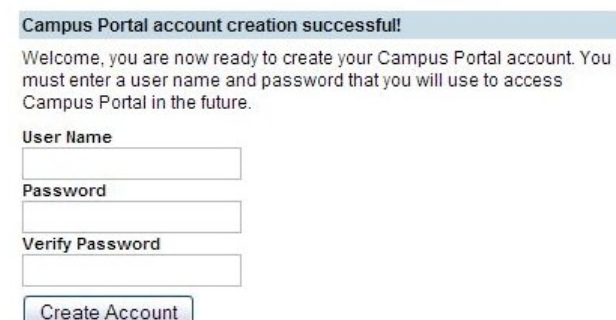 Campus Portal account creation successful!
Welcome, you are now ready to create your Campus Portal account. You
must enter a user name and password that you will use to access
Campus Portal in the future.
User Name
Password
Verify Password
Create Account